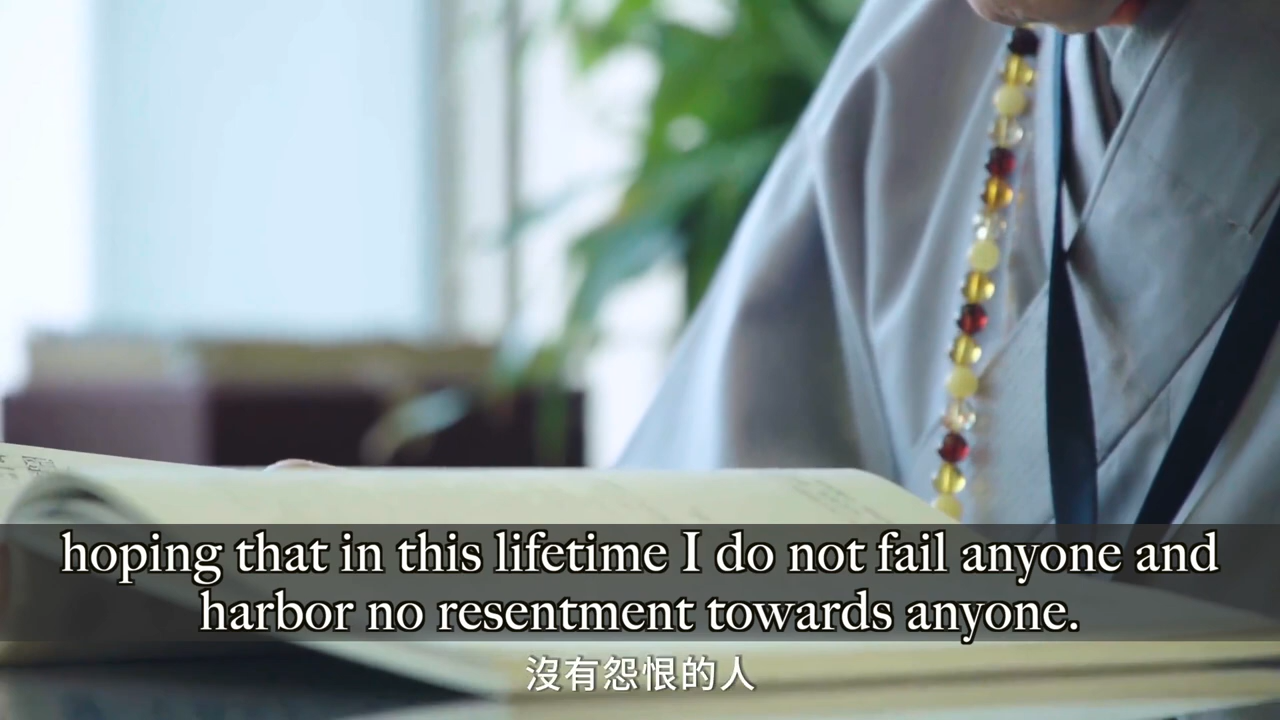 hoping that in this lifetime I do not fail anyone and
harbor no resentment towards anyone.
沒有怨恨的人